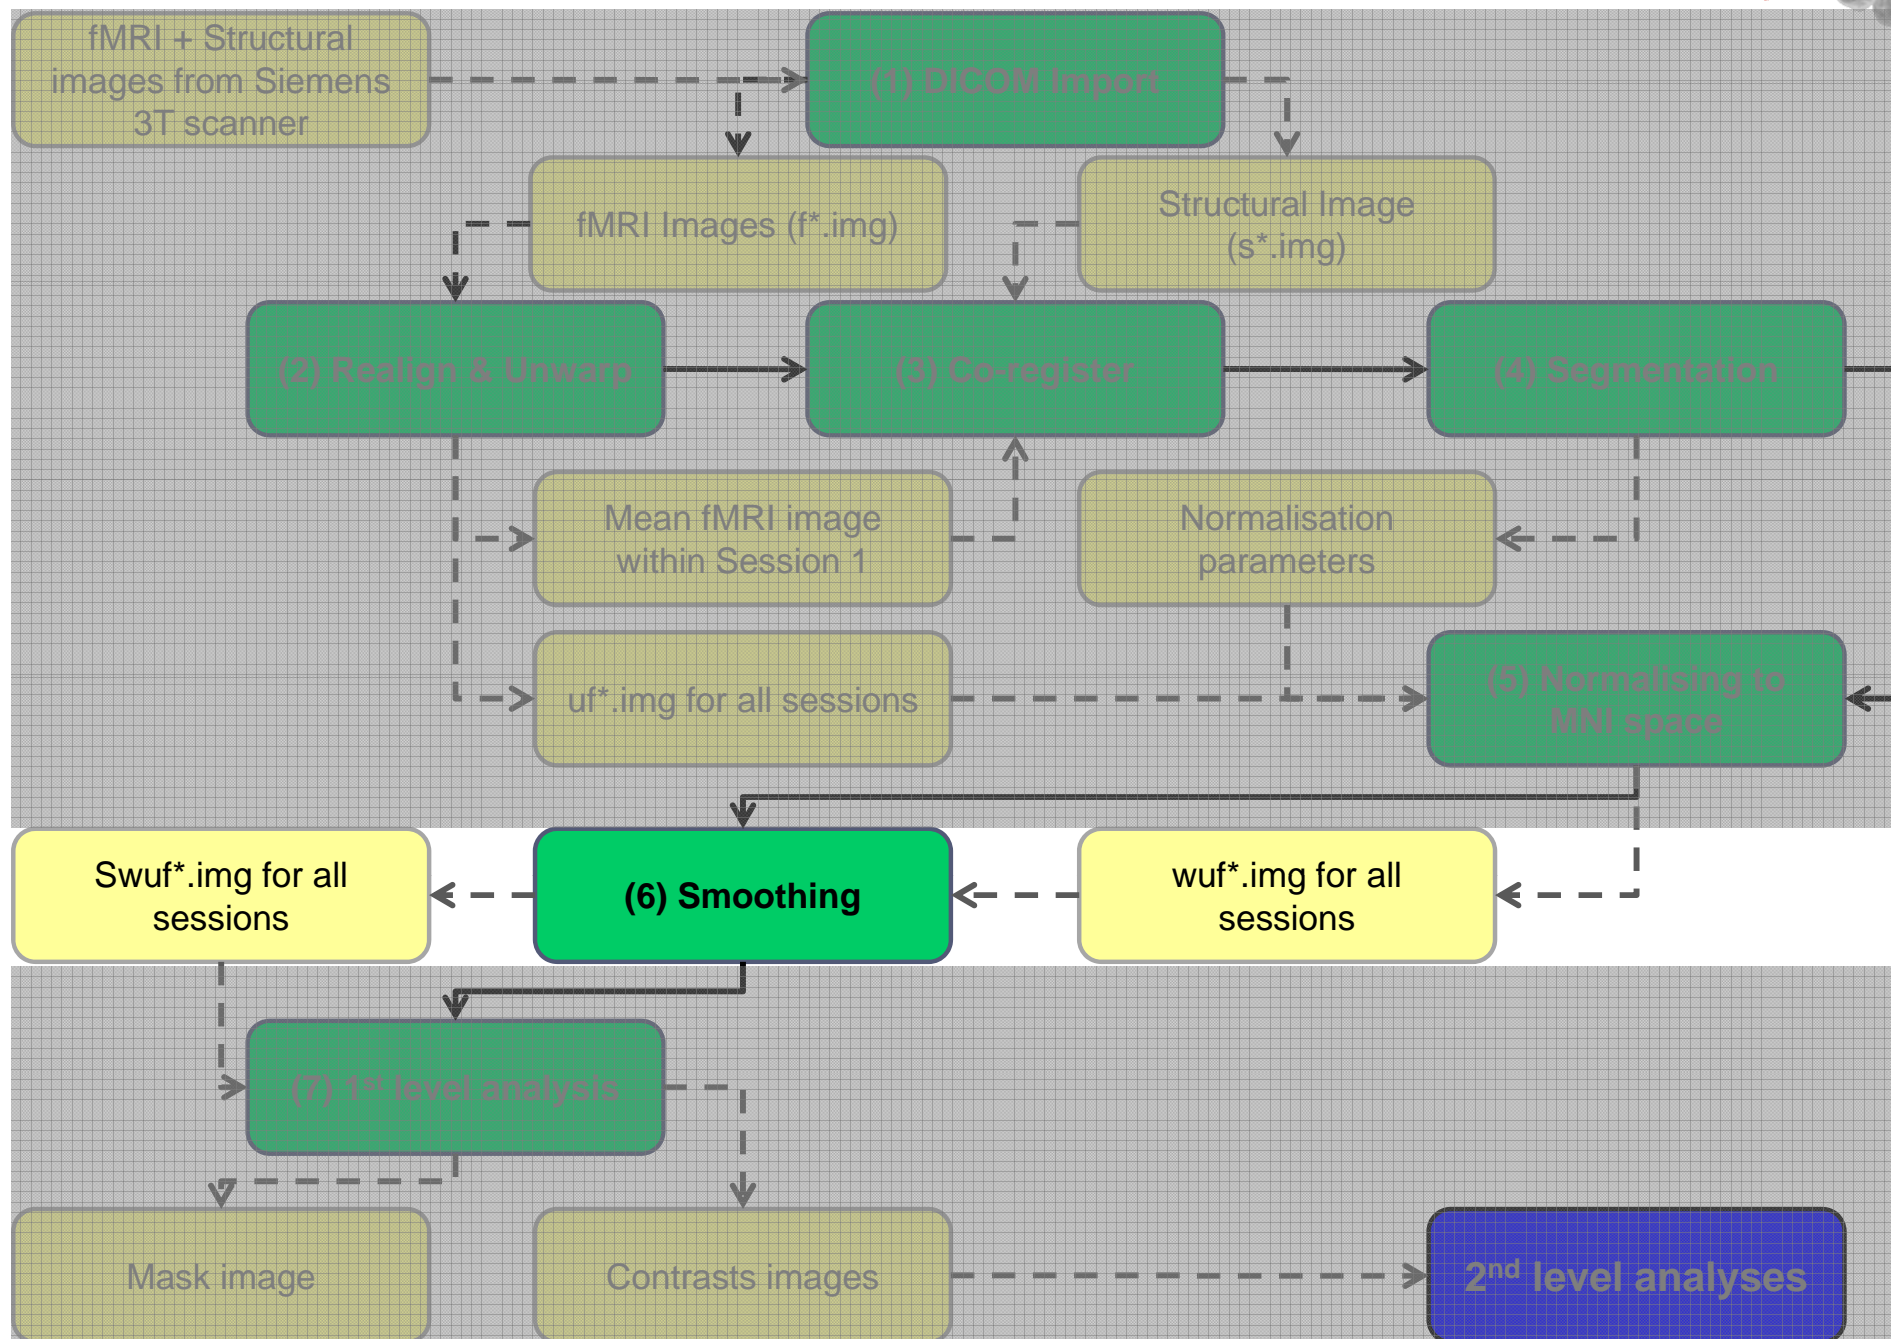 fMRI + Structural
images from Siemens
3T scanner
(1) DICOM Import
fMRI Images (f*.img)
Structural Image
(s*.img)
(2) Realign & Unwarp
(3) Co-register
(4) Segmentation
Mean fMRI image
within Session 1
Normalisation
parameters
uf*.img for all sessions
(5) Normalising to
MNI space
Swuf*.img for all
sessions
(6) Smoothing
wuf*.img for all
sessions
(7) 1st level analysis
Mask image
Contrasts images
2nd level analyses